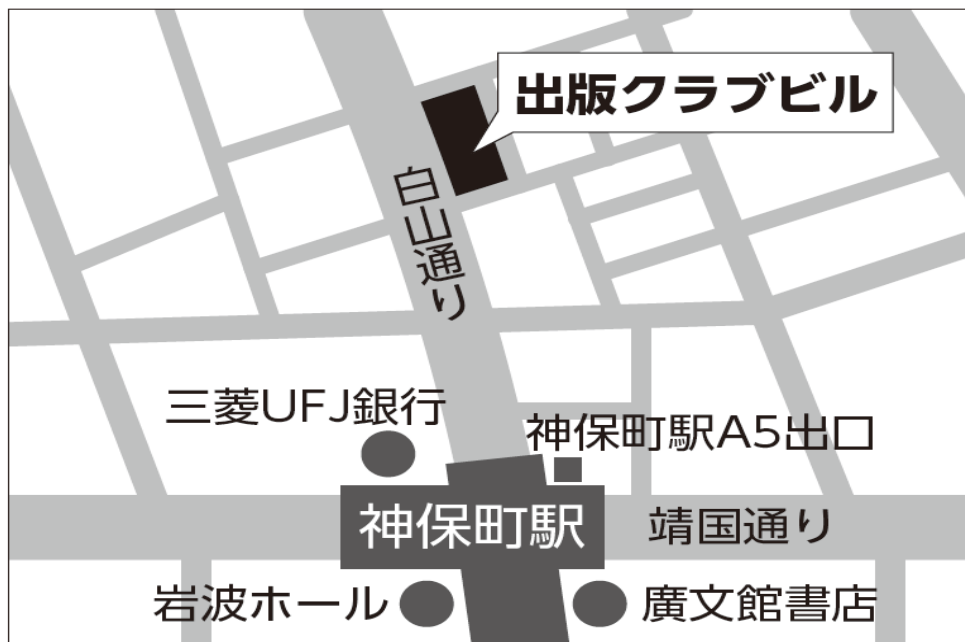 出版クラブビル
白山通り
三菱UFJ銀行
神保町駅A5出口
神保町駅
靖国通り
岩波ホール
廣文館書店